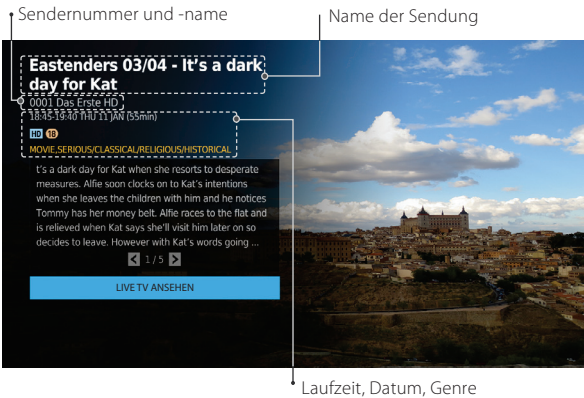 Sendernummer und -name
Name der Sendung
Eastenders 03/04 - It's a dark
day for Kat
0001 Das Erste HD
18:45-19:40 THU 11 JAN (55min)
HD 18
MOVIE,SERIOUS/CLASSICAL/RELIGIOUS/HISTORICAL
t's a dark day for Kat when she resorts to desperate
measures. Alfie soon clocks on to Kat's intentions
when she leaves the children with him and he notices
Tommy has her money belt. Alfie races to the flat and
is relieved when Kat says she'll visit him later on so
decides to leave. However with Kat's words going ...
< 1 / 5 >
LIVE TV ANSEHEN
Laufzeit, Datum, Genre